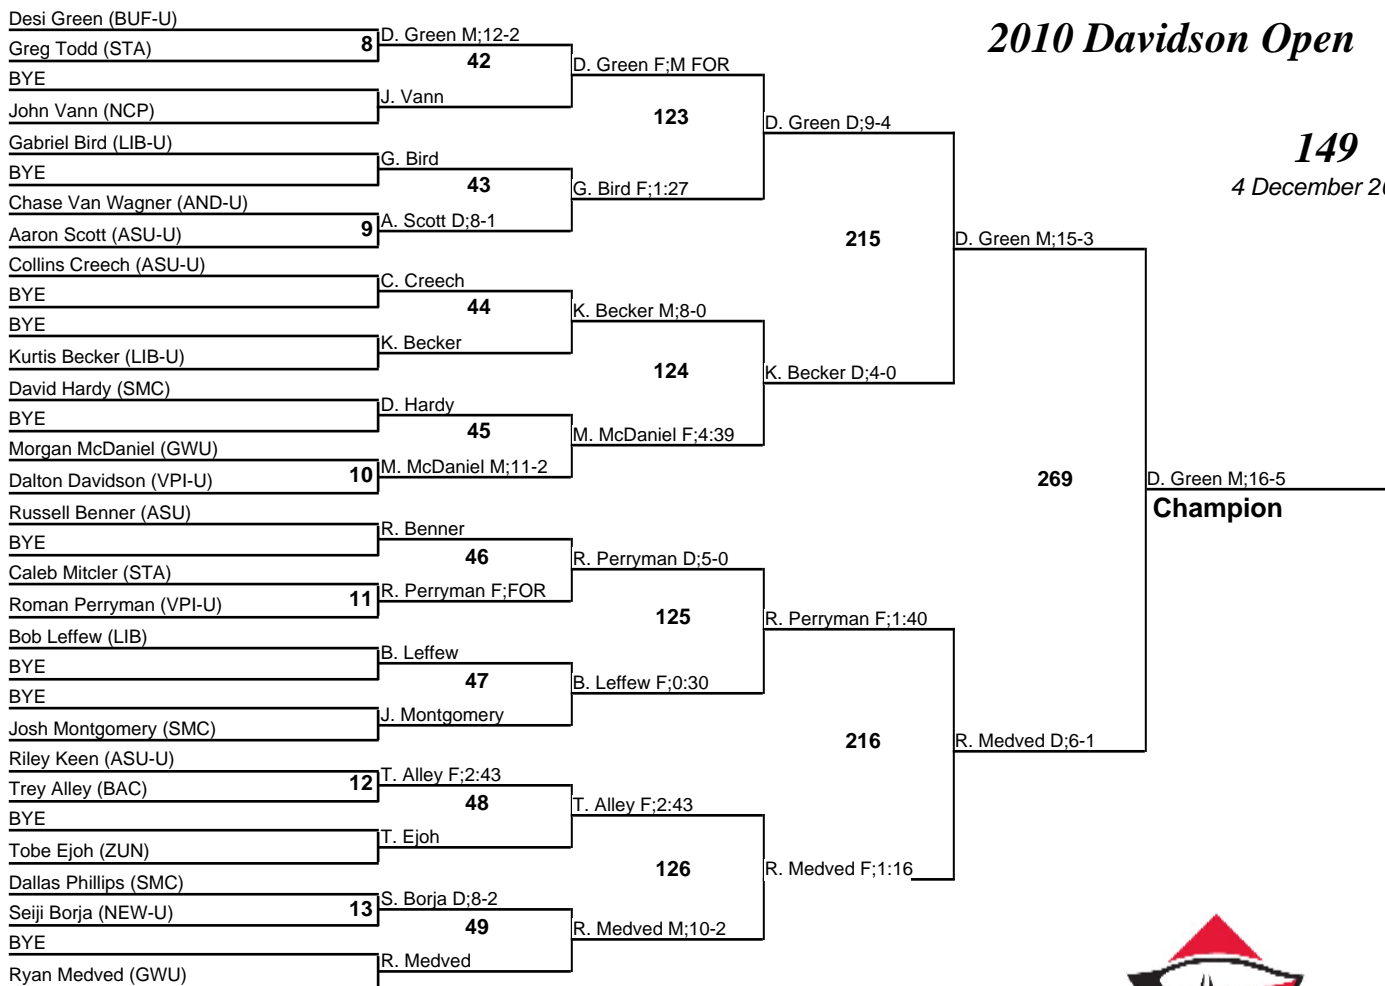 2010 Davidson Open
149
4 December 2
Desi Green (BUF-U)
Greg Todd (STA)
BYE
John Vann (NCP)
Gabriel Bird (LIB-U)
BYE
Chase Van Wagner (AND-U)
Aaron Scott (ASU-U)
Collins Creech (ASU-U)
BYE
BYE
Kurtis Becker (LIB-U)
David Hardy (SMC)
BYE
Morgan McDaniel (GWU)
Dalton Davidson (VPI-U)
Russell Benner (ASU)
BYE
Caleb Mitcler (STA)
Roman Perryman (VPI-U)
Bob Leffew (LIB)
BYE
BYE
Josh Montgomery (SMC)
Riley Keen (ASU-U)
Trey Alley (BAC)
BYE
Tobe Ejoh (ZUN)
Dallas Phillips (SMC)
Seiji Borja (NEW-U)
BYE
Ryan Medved (GWU)
8
9
10
11
12
13
D. Green M;12-2
42
J. Vann
G. Bird
43
A. Scott D;8-1
C. Creech
44
K. Becker
D. Hardy
45
M. McDaniel M;11-2
R. Benner
46
R. Perryman F;FOR
B. Leffew
47
J. Montgomery
T. Alley F;2:43
48
T. Ejoh
S. Borja D;8-2
49
R. Medved
D. Green F;M FOR
123
G. Bird F;1:27
K. Becker M;8-0
124
M. McDaniel F;4:39
R. Perryman D;5-0
125
B. Leffew F;0:30
T. Alley F;2:43
126
R. Medved M;10-2
D. Green D;9-4
215
K. Becker D;4-0
R. Perryman F;1:40
216
R. Medved F;1:16
D. Green M;15-3
269
R. Medved D;6-1
D. Green M;16-5
Champion